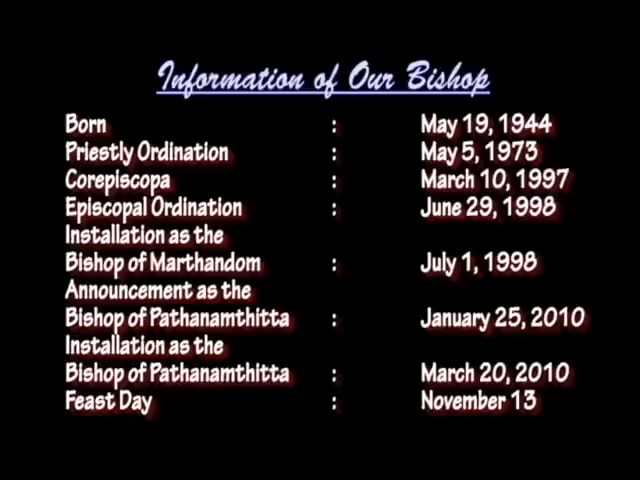 Information of Our Bishop
Born : May 19, 1944
Priestly Ordination : May 5, 1973
Corepiscopa : March 10, 1997
Episcopal Ordination : June 29, 1998
Installation as the
Bishop of Marthandom : July 1, 1998
Announcement as the
Bishop of Pathanamthitta : January 25, 2010
Installation as the
Bishop of Pathanamthitta : March 20, 2010
Feast Day : November 13